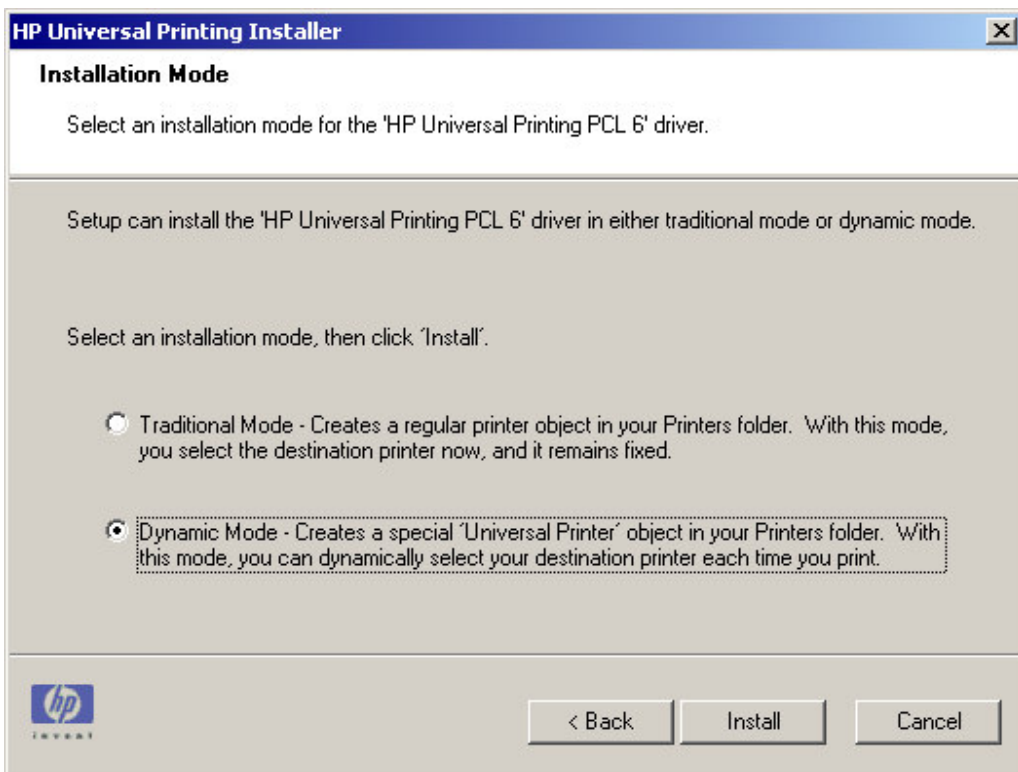 HP Universal Printing Installer
Installation Mode
Select an installation mode for the 'HP Universal Printing PCL 6' driver.
Setup can install the 'HP Universal Printing PCL 6' driver in either traditional mode or dynamic mode.
Select an installation mode, then click ´Install´.
Traditional Mode - Creates a regular printer object in your Printers folder.  With this mode,
you select the destination printer now, and it remains fixed.
Dynamic Mode - Creates a special ´Universal Printer´ object in your Printers folder.  With
this mode, you can dynamically select your destination printer each time you print.
hp
invent
< Back
Install
Cancel